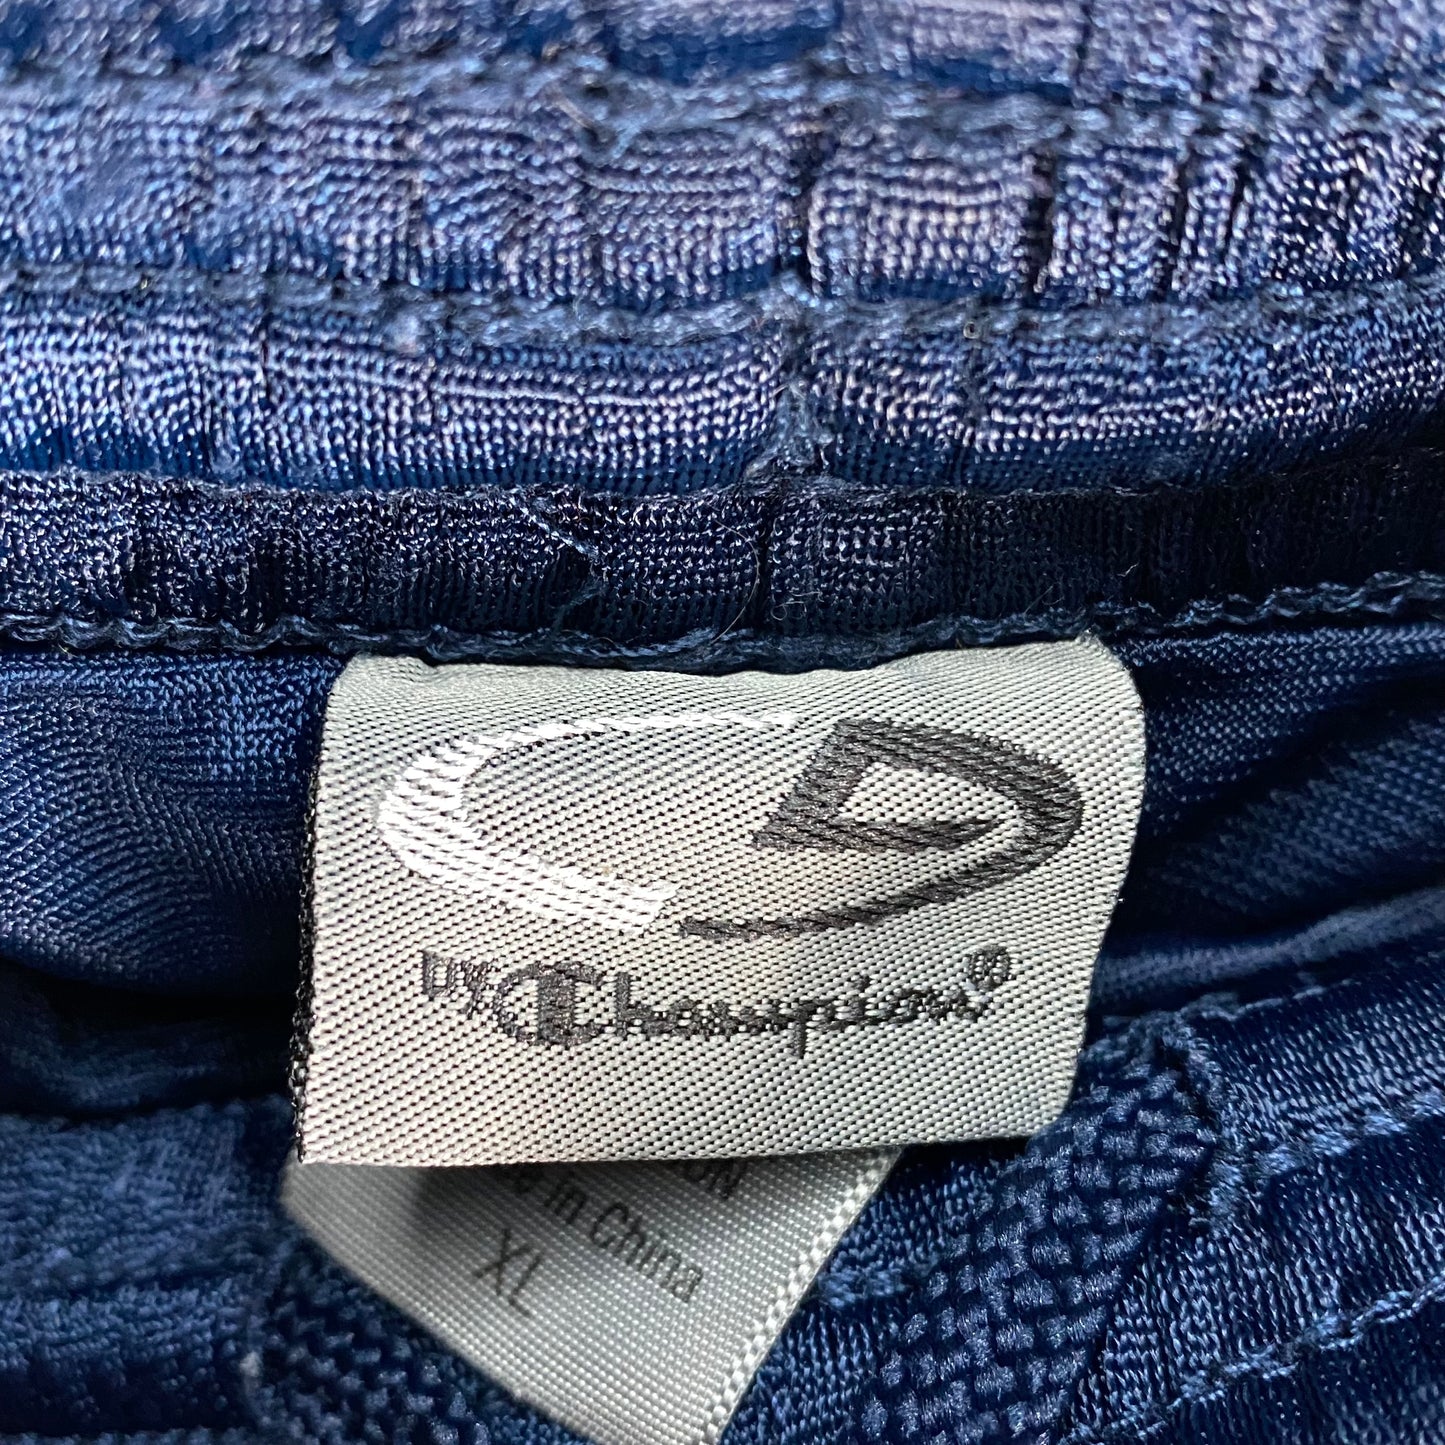 by Champion®
in China
XL